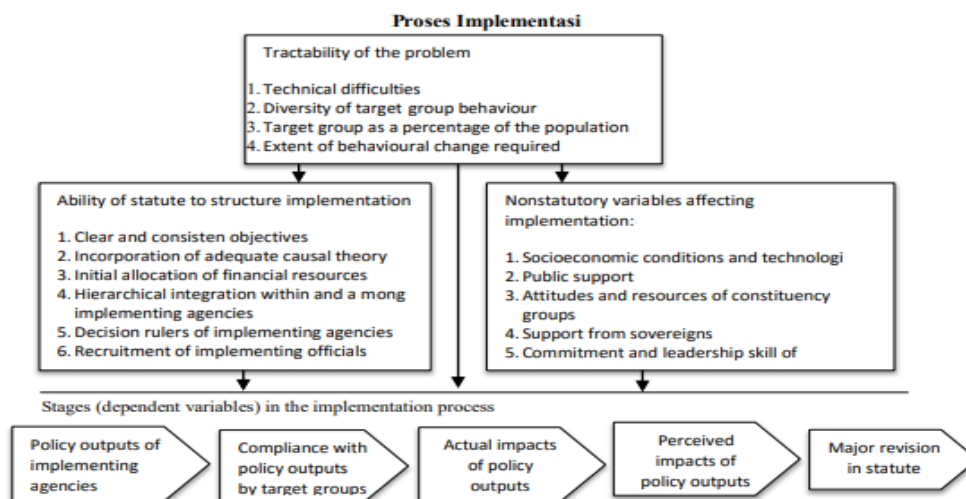 Proses Implementasi
Tractability of the problem
1. Technical difficulties
2. Diversity of target group behaviour
3. Target group as a percentage of the population
4. Extent of behavioural change required
Ability of statute to structure implementation
1. Clear and consisten objectives
2. Incorporation of adequate causal theory
3. Initial allocation of financial resources
4. Hierarchical integration within and a mong
implementing agencies
5. Decision rulers of implementing agencies
6. Recruitment of implementing officials
Nonstatutory variables affecting
implementation:
1. Socioeconomic conditions and technologi
2. Public support
3. Attitudes and resources of constituency
groups
4. Support from sovereigns
5. Commitment and leadership skill of
Stages (dependent variables) in the implementation process
Policy outputs of
implementing
agencies
Compliance with
policy outputs
by target groups
Actual impacts
of policy
outputs
Perceived
impacts of
policy outputs
Major revision
in statute